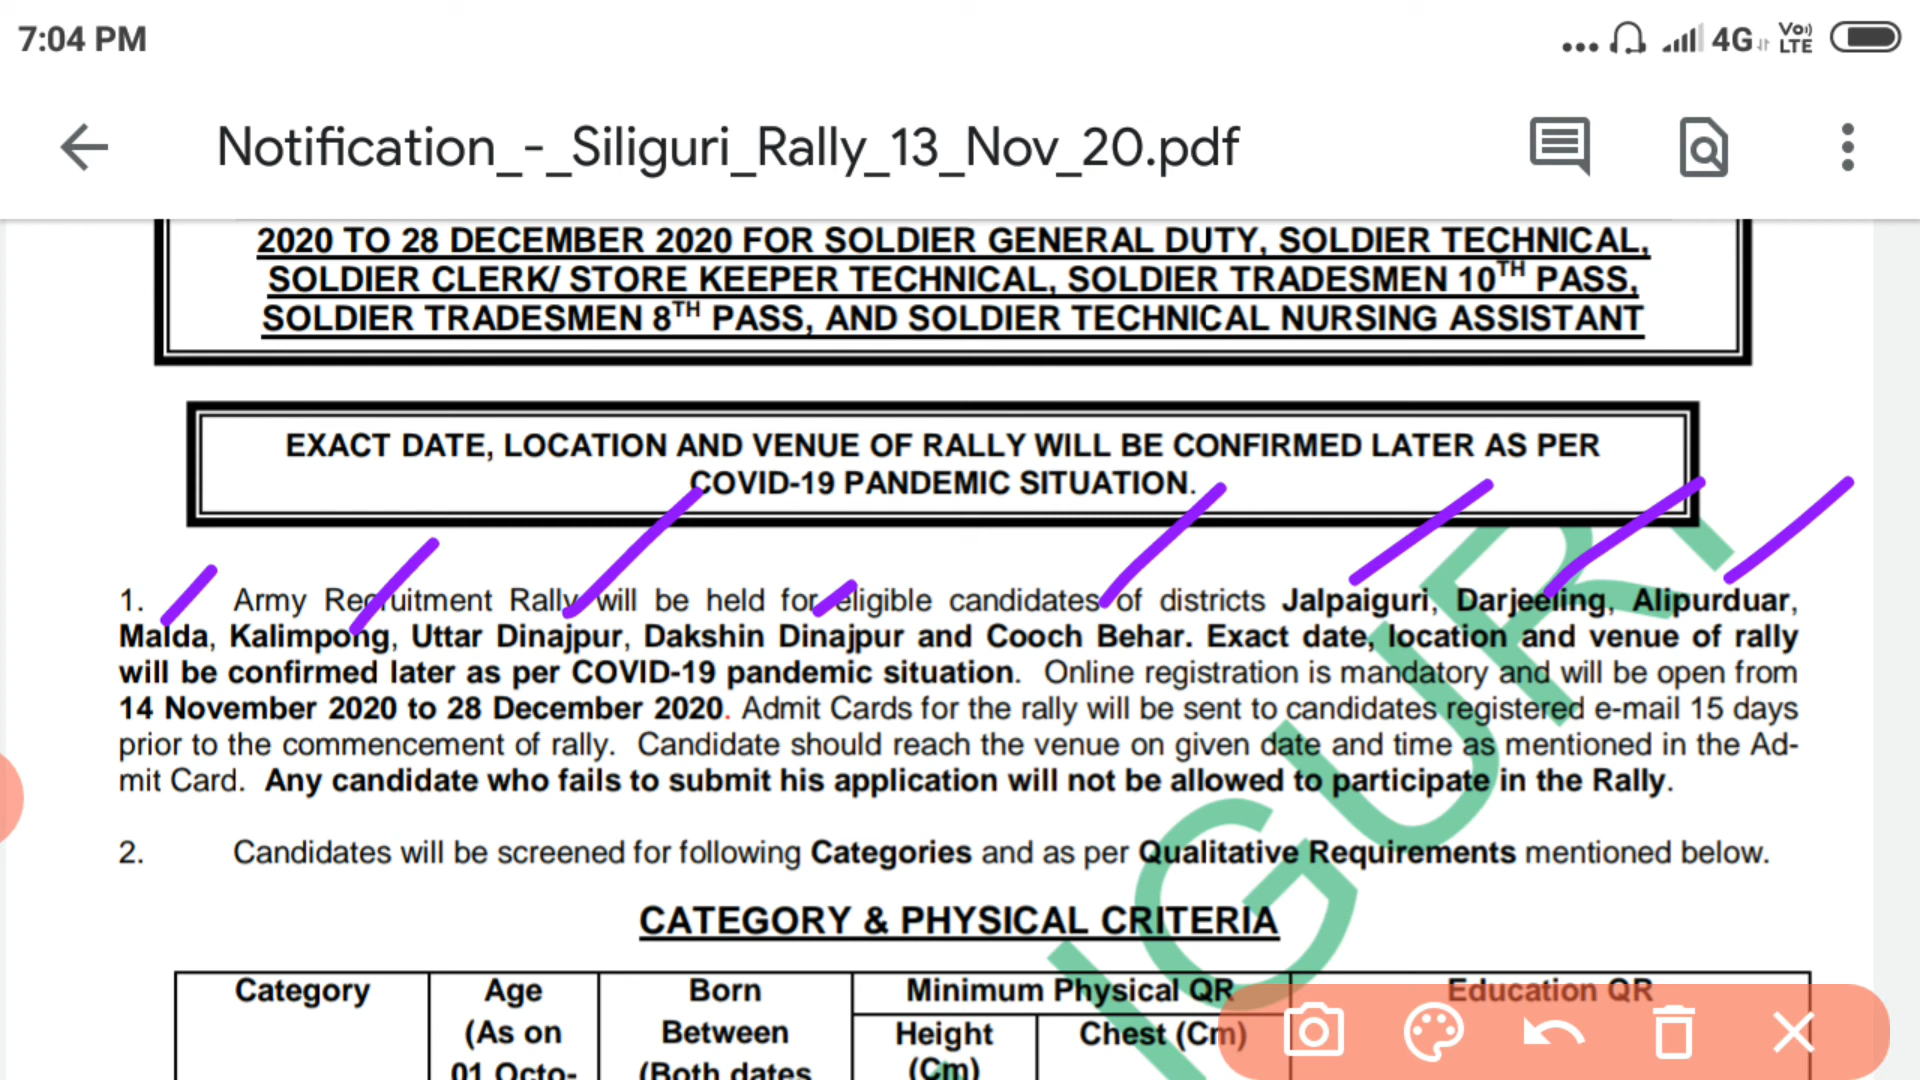 7:04 PM
4G
Vo)) LTE
Notification_-_Siliguri_Rally_13_Nov_20.pdf
2020 TO 28 DECEMBER 2020 FOR SOLDIER GENERAL DUTY, SOLDIER TECHNICAL,
SOLDIER CLERK/ STORE KEEPER TECHNICAL, SOLDIER TRADESMEN 10TH PASS,
SOLDIER TRADESMEN 8TH PASS, AND SOLDIER TECHNICAL NURSING ASSISTANT
EXACT DATE, LOCATION AND VENUE OF RALLY WILL BE CONFIRMED LATER AS PER
COVID-19 PANDEMIC SITUATION.
1. Army Recruitment Rally will be held for eligible candidates of districts Jalpaiguri, Darjeeling, Alipurduar,
Malda, Kalimpong, Uttar Dinajpur, Dakshin Dinajpur and Cooch Behar. Exact date, location and venue of rally
will be confirmed later as per COVID-19 pandemic situation. Online registration is mandatory and will be open from
14 November 2020 to 28 December 2020. Admit Cards for the rally will be sent to candidates registered e-mail 15 days
prior to the commencement of rally. Candidate should reach the venue on given date and time as mentioned in the Ad-
mit Card. Any candidate who fails to submit his application will not be allowed to participate in the Rally.
2. Candidates will be screened for following Categories and as per Qualitative Requirements mentioned below.
CATEGORY & PHYSICAL CRITERIA
Category Age Born Minimum Physical QR Education QR
(As on Between Height Chest (Cm)
01 Octo- (Both dates (Cm)
IGURI